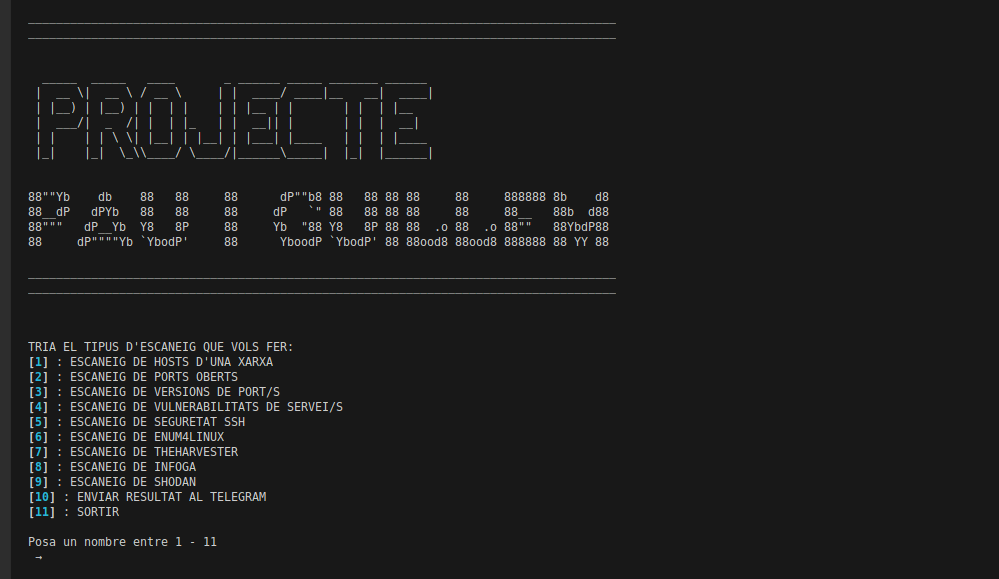 PROJECTE
PAU I GUILLEM
TRIA EL TIPUS D'ESCANEIG QUE VOLS FER:
[1] : ESCANEIG DE HOSTS D'UNA XARXA
[2] : ESCANEIG DE PORTS OBERTS
[3] : ESCANEIG DE VERSIONS DE PORT/S
[4] : ESCANEIG DE VULNERABILITATS DE SERVEI/S
[5] : ESCANEIG DE SEGURETAT SSH
[6] : ESCANEIG DE ENUM4LINUX
[7] : ESCANEIG DE THEHARVESTER
[8] : ESCANEIG DE INFOGA
[9] : ESCANEIG DE SHODAN
[10] : ENVIAR RESULTAT AL TELEGRAM
[11] : SORTIR
Posa un nombre entre 1 - 11
→